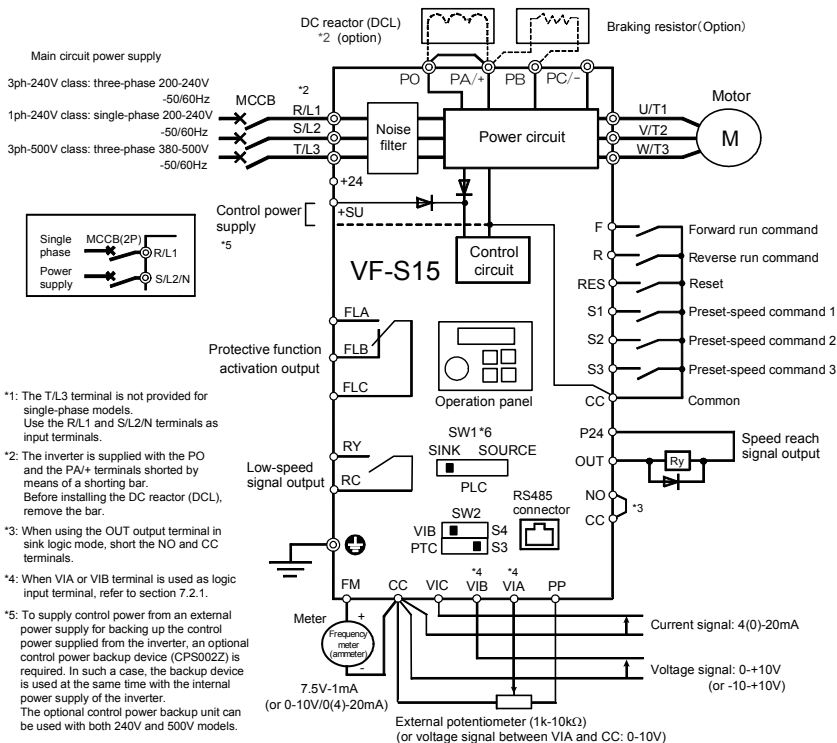 DC reactor (DCL)
*2 (option)
Braking resistor(Option)
Main circuit power supply
PO PA/+ PB PC/-
3ph-240V class: three-phase 200-240V
-50/60Hz
1ph-240V class: single-phase 200-240V
-50/60Hz
3ph-500V class: three-phase 380-500V
-50/60Hz
MCCB
*2
R/L1
S/L2
T/L3
Noise
filter
Power circuit
U/T1
V/T2
W/T3
Motor
M
+24
+SU
Control power
supply
*5
Control
circuit
VF-S15
Single
phase
MCCB(2P)
R/L1
Power
supply
S/L2/N
F Forward run command
R Reverse run command
RES Reset
S1 Preset-speed command 1
S2 Preset-speed command 2
S3 Preset-speed command 3
CC Common
FLA
FLB
FLC
Protective function
activation output
Operation panel
P24
OUT
Ry
Speed reach
signal output
NO
CC
*3
RY
RC
Low-speed
signal output
SW1*6
SINK SOURCE
PLC
SW2
VIB S4
PTC S3
RS485
connector
*1: The T/L3 terminal is not provided for
single-phase models.
Use the R/L1 and S/L2/N terminals as
input terminals.
*2: The inverter is supplied with the PO
and the PA/+ terminals shorted by
means of a shorting bar.
Before installing the DC reactor (DCL),
remove the bar.
*3: When using the OUT output terminal in
sink logic mode, short the NO and CC
terminals.
*4: When VIA or VIB terminal is used as logic
input terminal, refer to section 7.2.1.
*5: To supply control power from an external
power supply for backing up the control
power supplied from the inverter, an optional
control power backup device (CPS002Z) is
required. In such a case, the backup device
is used at the same time with the internal
power supply of the inverter.
The optional control power backup unit can
be used with both 240V and 500V models.
*4 *4
FM CC VIC VIB VIA PP
Meter
+
Frequency
meter
(ammeter)
-
7.5V-1mA
(or 0-10V/0(4)-20mA)
Current signal: 4(0)-20mA
Voltage signal: 0-+10V
(or -10-+10V)
External potentiometer (1k-10kΩ)
(or voltage signal between VIA and CC: 0-10V)